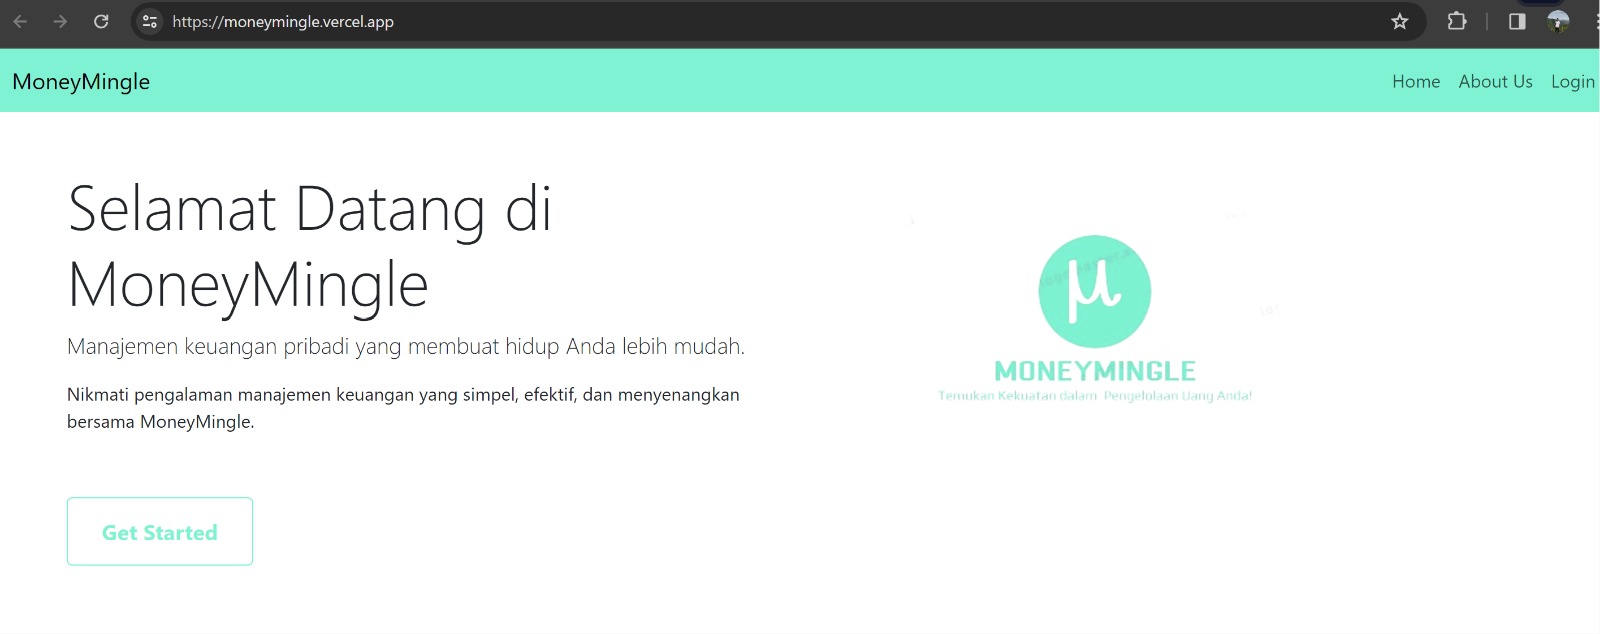 https://moneymingle.vercel.app
MoneyMingle
Home About Us Login
Selamat Datang di
MoneyMingle
Manajemen keuangan pribadi yang membuat hidup Anda lebih mudah.
Nikmati pengalaman manajemen keuangan yang simpel, efektif, dan menyenangkan
bersama MoneyMingle.
Get Started
μ
MONEYMINGLE
Temukan Kekuatan dalam Pengelolaan Uang Anda!